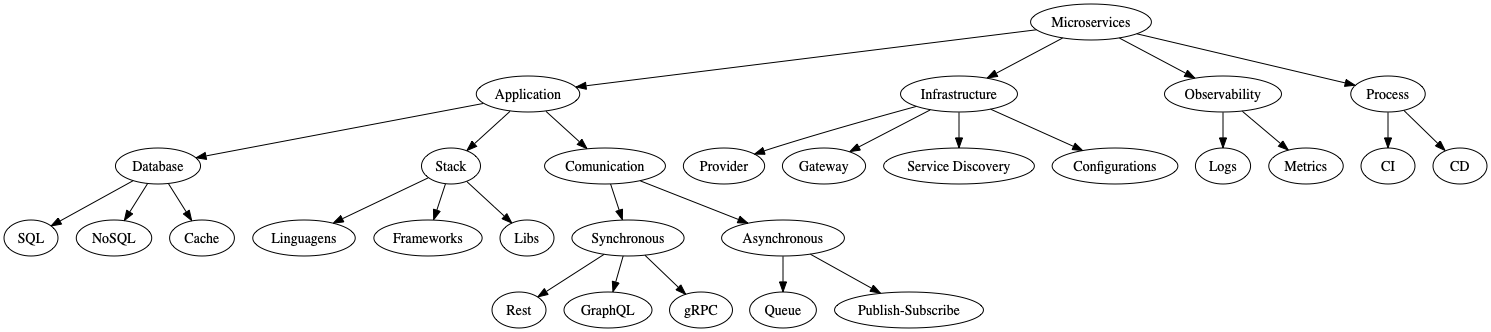 Microservices
Application
Infrastructure
Observability
Process
Database
Stack
Comunication
Provider
Gateway
Service Discovery
Configurations
Logs
Metrics
CI
CD
SQL
NoSQL
Cache
Linguagens
Frameworks
Libs
Synchronous
Asynchronous
Rest
GraphQL
gRPC
Queue
Publish-Subscribe